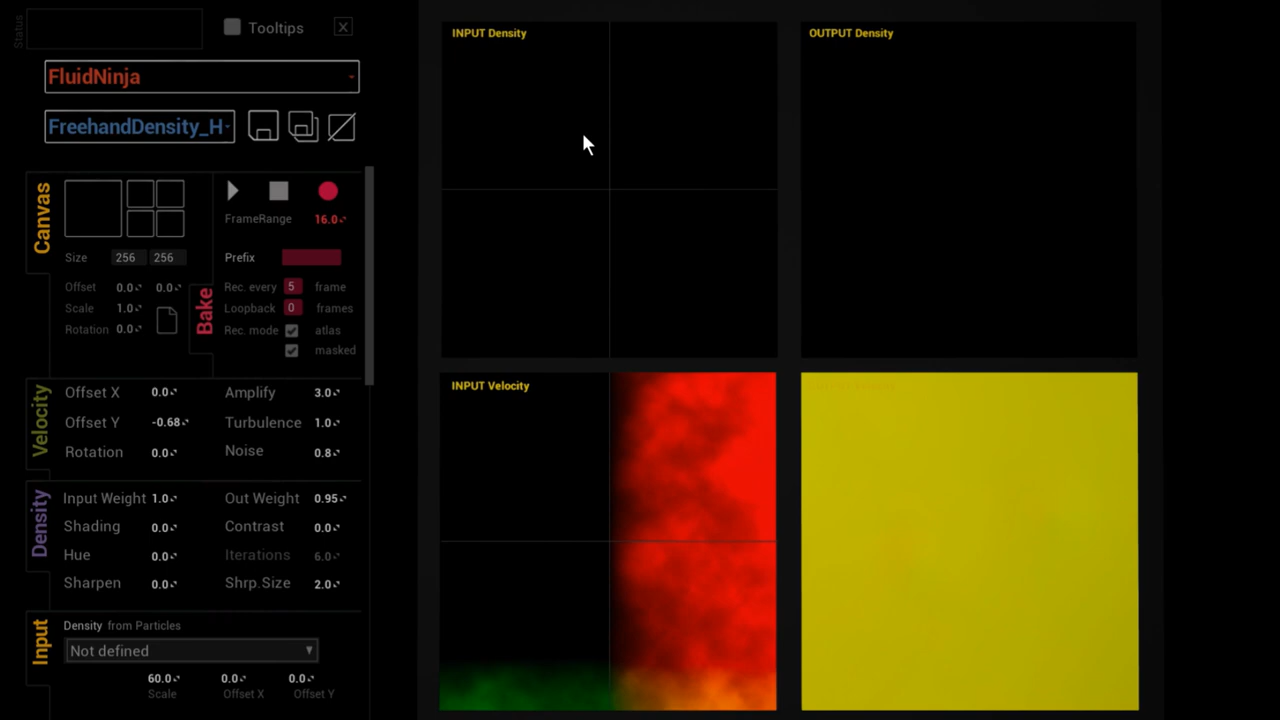 Status
Tooltips
FluidNinja
FreehandDensity_H
Canvas
Size 256 256
Offset 0.0 0.0
Scale 1.0
Rotation 0.0
Bake
FrameRange 16.0
Prefix
Rec. every 5 frame
Loopback 0 frames
Rec. mode atlas
masked
Velocity
Offset X 0.0 Amplify 3.0
Offset Y -0.68 Turbulence 1.0
Rotation 0.0 Noise 0.8
Density
Input Weight 1.0 Out Weight 0.95
Shading 0.0 Contrast 0.0
Hue 0.0 Iterations 6.0
Sharpen 0.0 Shrp.Size 2.0
Input
Density from Particles
Not defined
60.0 0.0 0.0
Scale Offset X Offset Y
INPUT Density
OUTPUT Density
INPUT Velocity